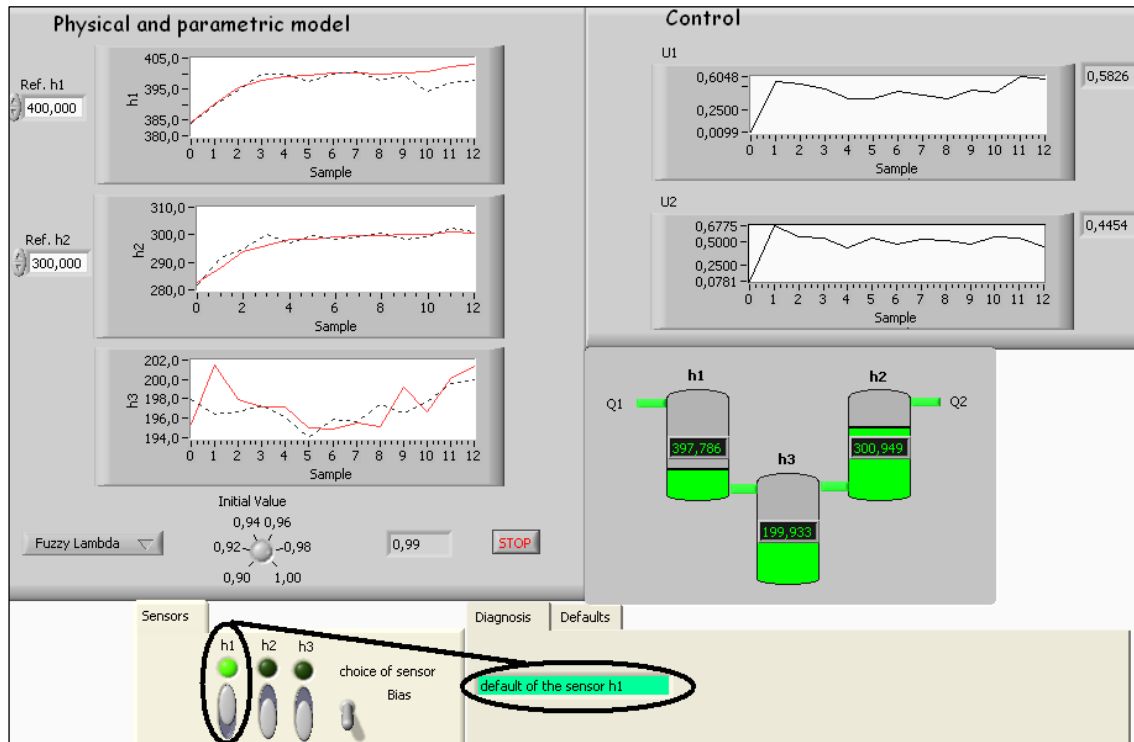 Physical and parametric model
Ref. h1
400,000
h1
405,0
395,0
385,0
380,0
0 1 2 3 4 5 6 7 8 9 10 11 12
Sample
Ref. h2
300,000
h2
310,0
300,0
290,0
280,0
0 2 4 6 8 10 12
Sample
h3
202,0
200,0
198,0
196,0
194,0
0 1 2 3 4 5 6 7 8 9 10 11 12
Sample
Fuzzy Lambda
Initial Value
0,94 0,96
0,92 0,98
0,90 1,00
0,99
STOP
Control
U1
0,6048
0,2500
0,0099
0 1 2 3 4 5 6 7 8 9 10 11 12
Sample
0,5826
U2
0,6775
0,5000
0,2500
0,0781
0 1 2 3 4 5 6 7 8 9 10 11 12
Sample
0,4454
h1 h2
Q1 Q2
397,786 300,949
h3
199,933
Sensors
h1 h2 h3
choice of sensor
Bias
Diagnosis Defaults
default of the sensor h1